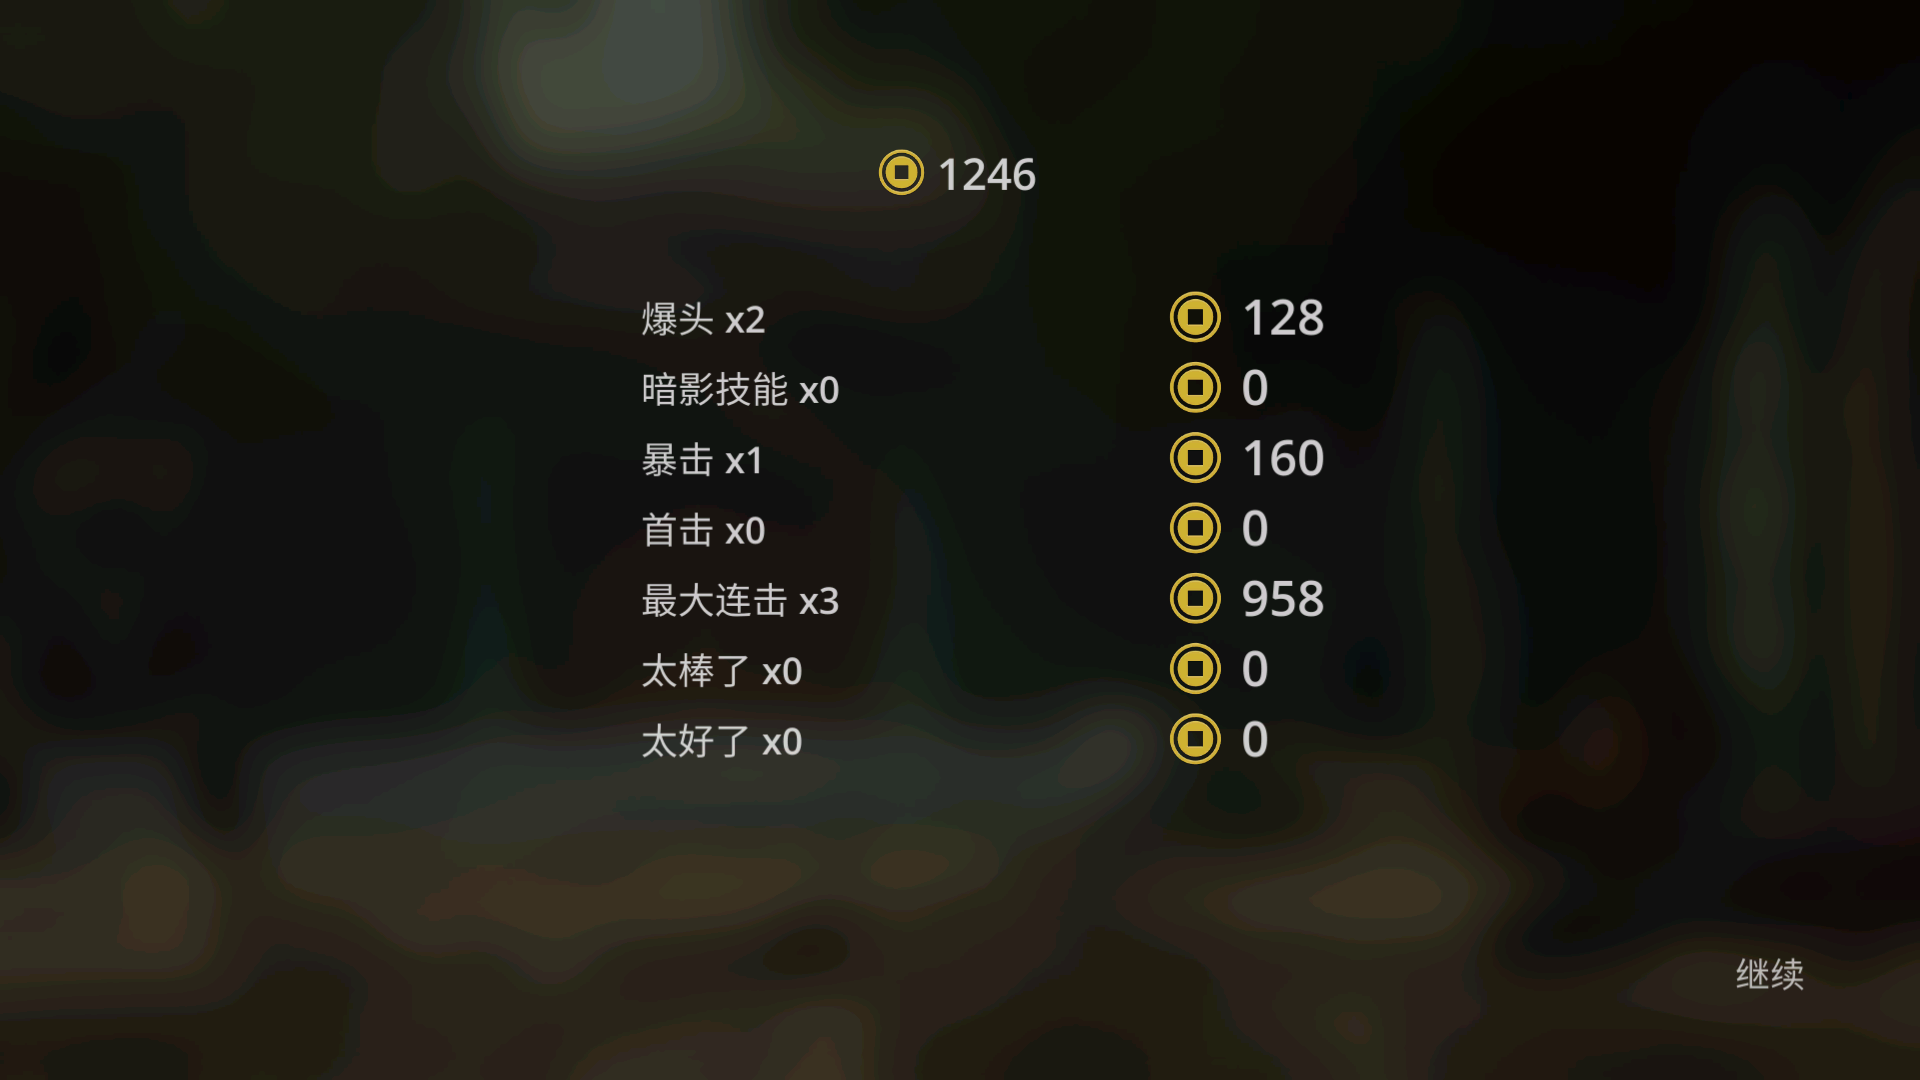 1246
爆头 x2 128
暗影技能 x0 0
暴击 x1 160
首击 x0 0
最大连击 x3 958
太棒了 x0 0
太好了 x0 0
继续